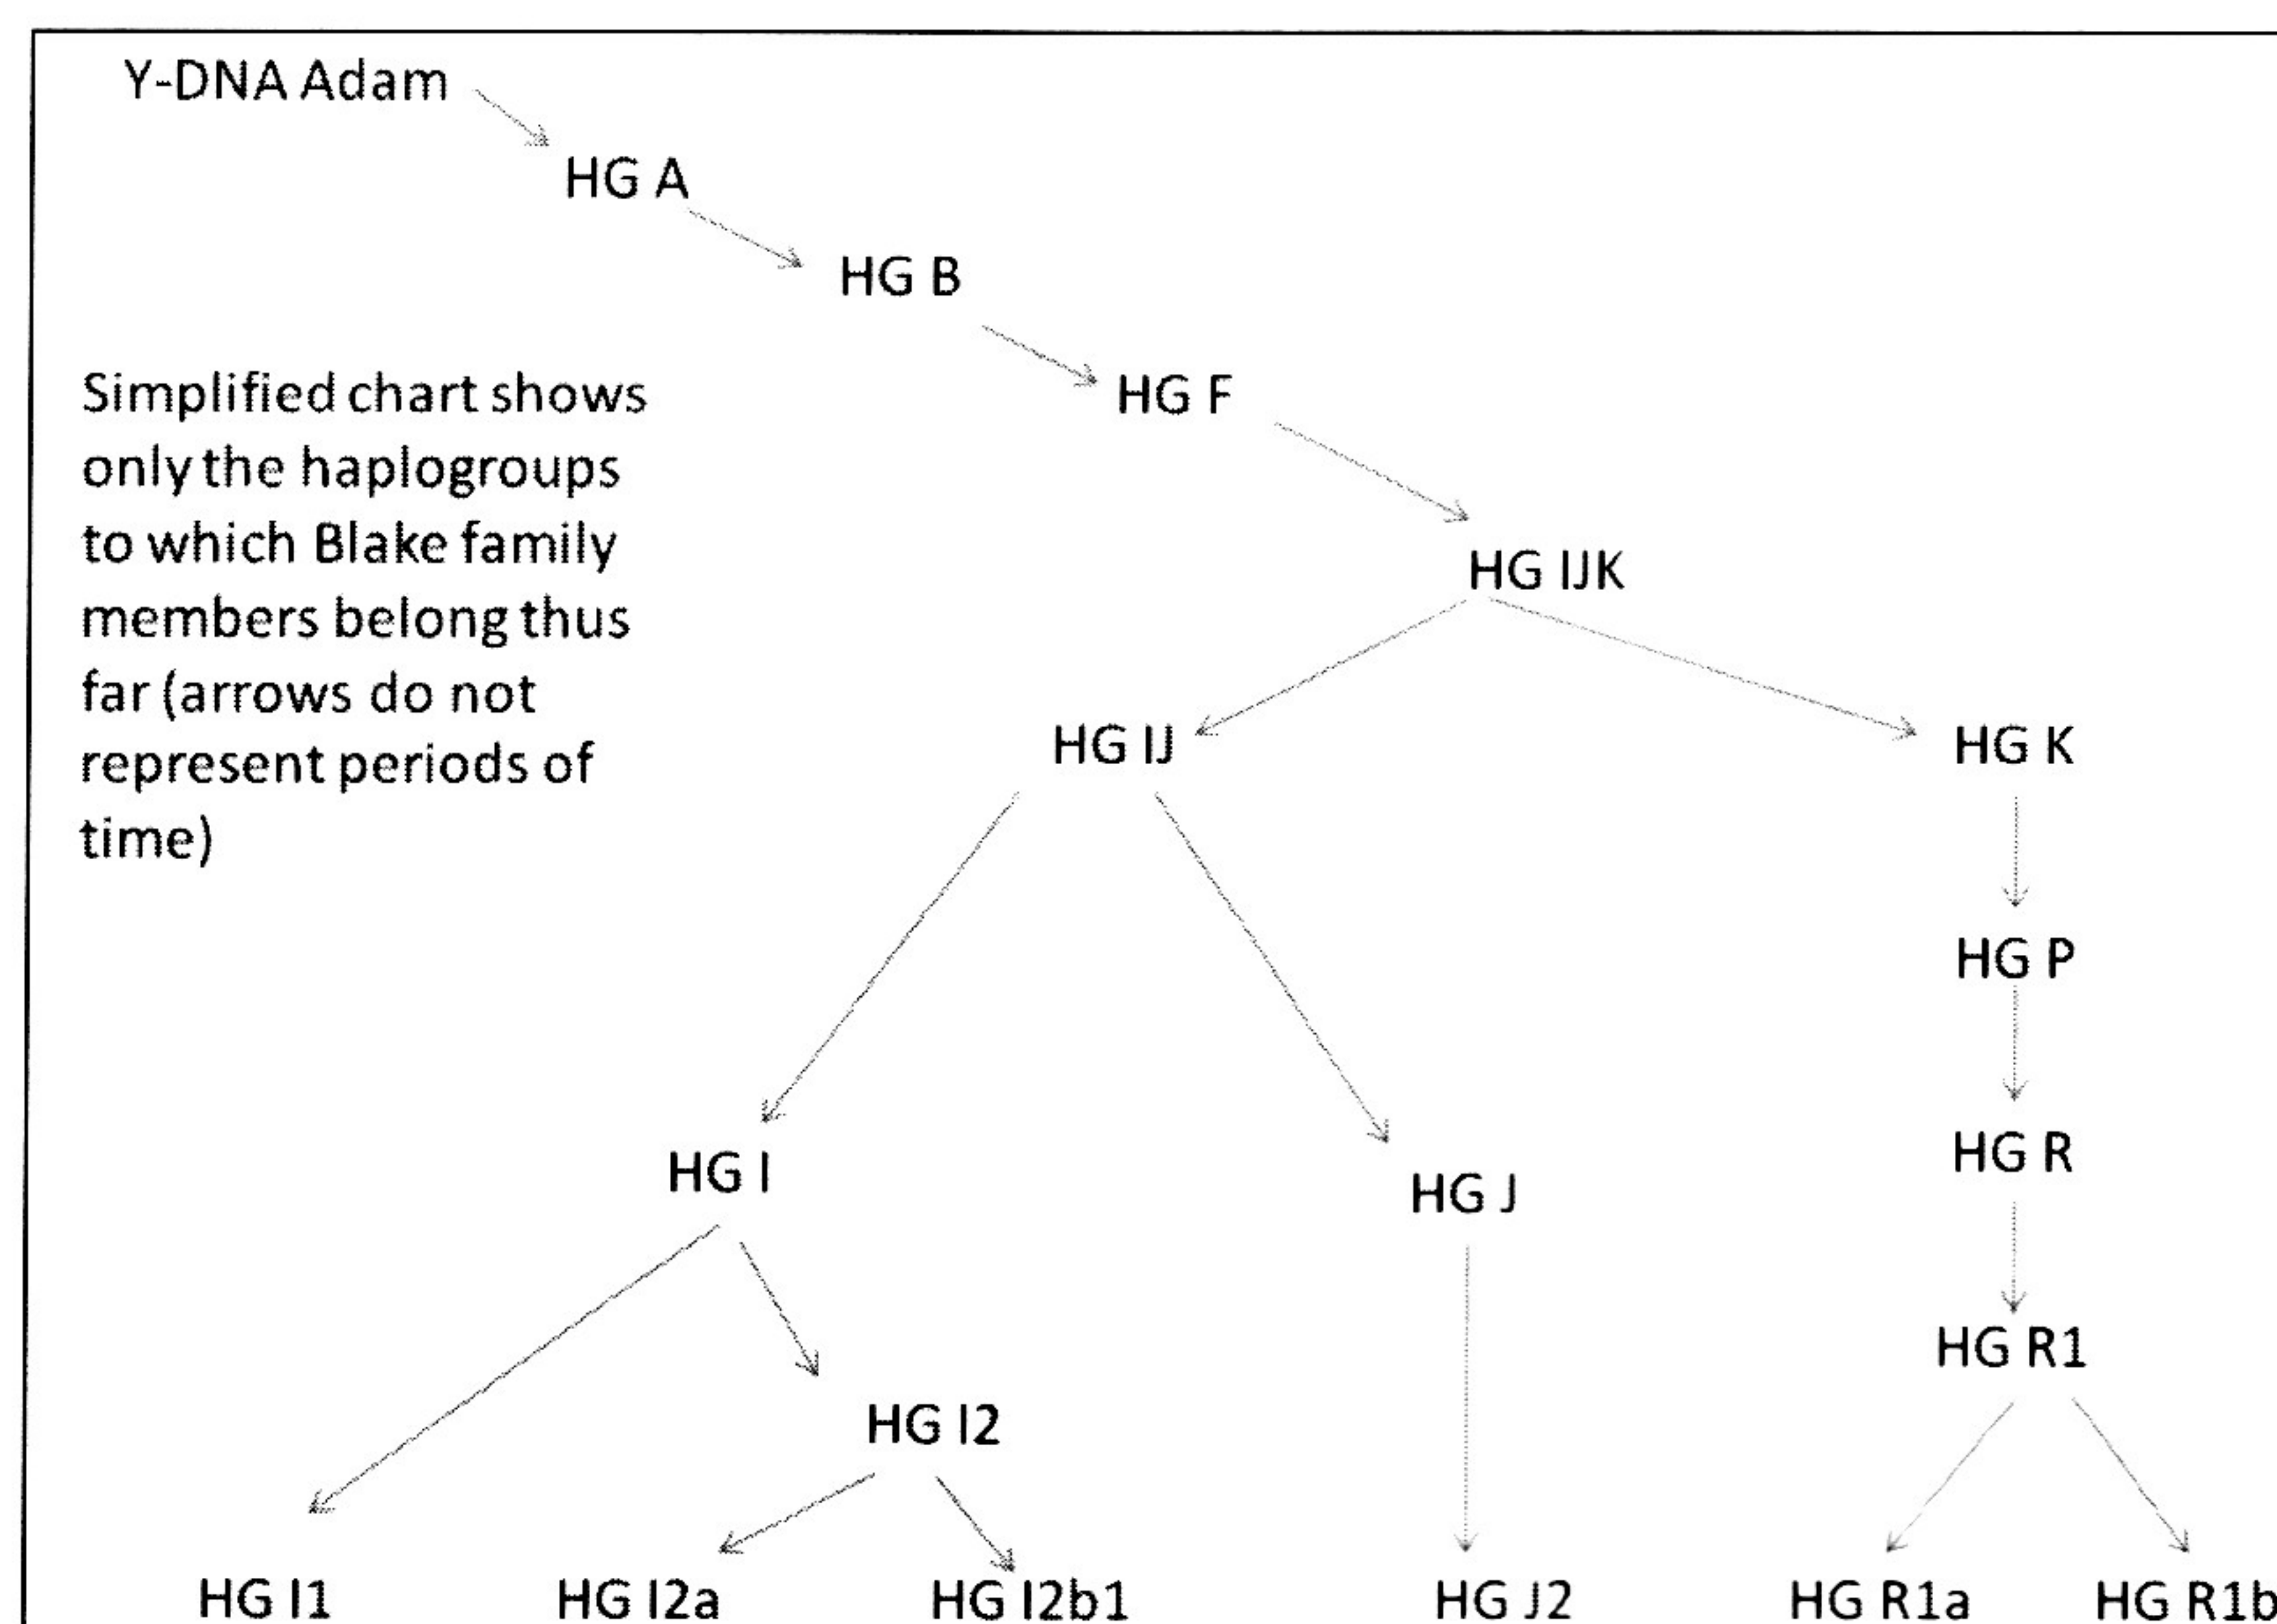 Y-DNA Adam
HG A
HG B
Simplified chart shows
only the haplogroups
to which Blake family
members belong thus
far (arrows do not
represent periods of
time)
HG F
HG IJK
HG IJ
HG K
HG P
HG I
HG J
HG R
HG R1
HG I2
HG I1
HG I2a
HG I2b1
HG J2
HG R1a
HG R1b